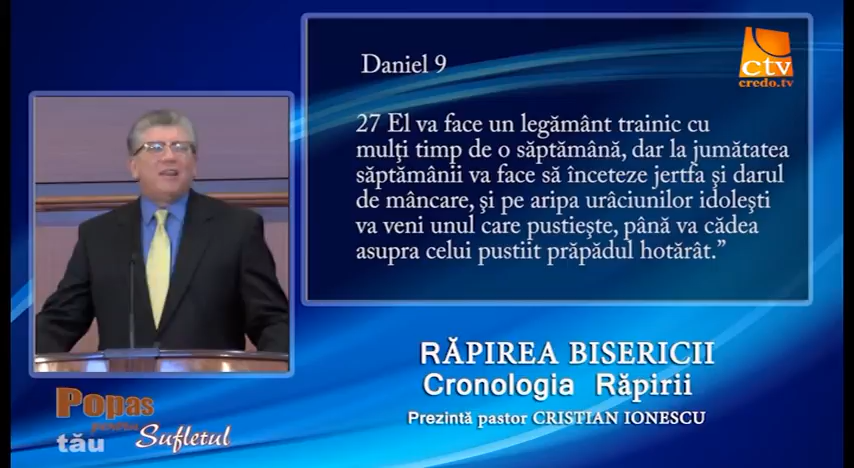 Daniel 9
27 El va face un legământ trainic cu
mulţi timp de o săptămână, dar la jumătatea
săptămânii va face să înceteze jertfa şi darul
de mâncare, şi pe aripa urâciunilor idoleşti
va veni unul care pustieşte, până va cădea
asupra celui pustiit prăpădul hotărât.”
ctv
credo.tv
RĂPIREA BISERICII
Cronologia Răpirii
Prezintă pastor CRISTIAN IONESCU
Popas
pentru
Sufletul
tău